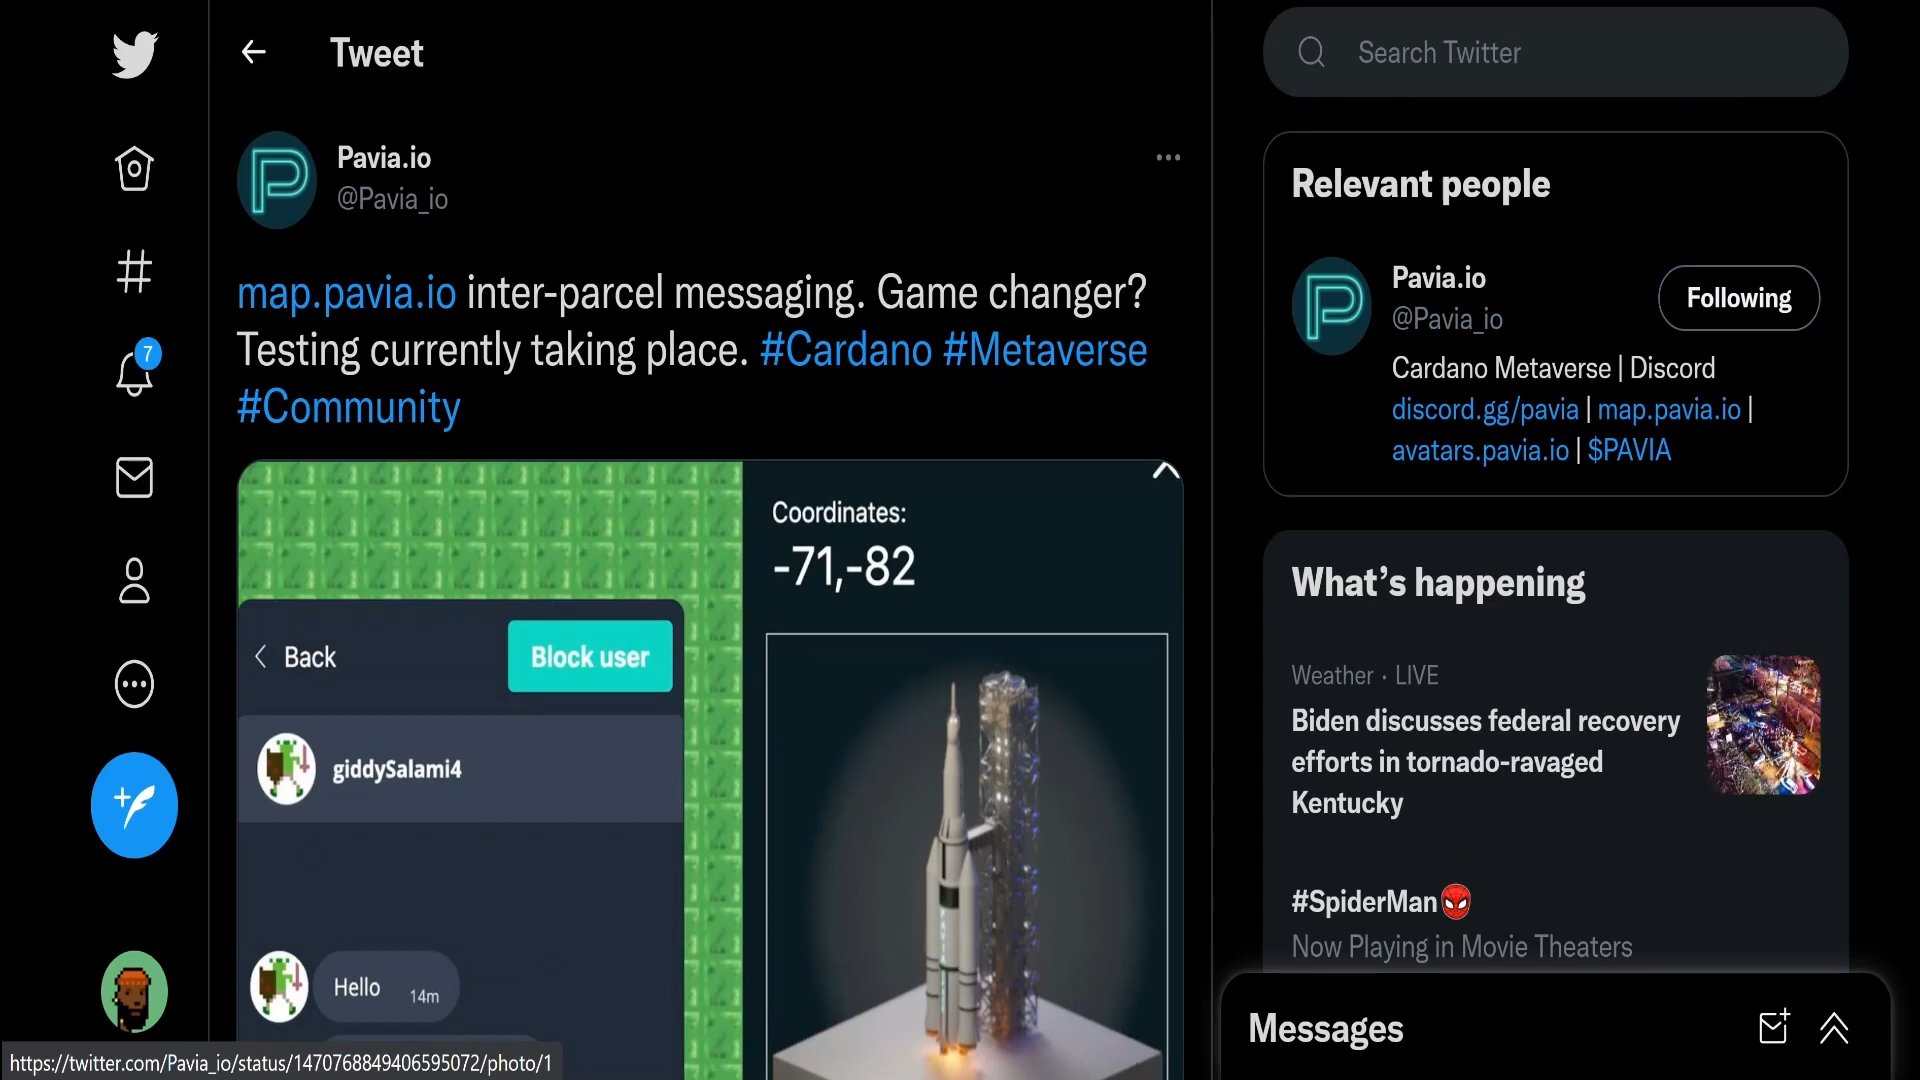 Tweet
Search Twitter
Pavia.io
@Pavia_io
map.pavia.io inter-parcel messaging. Game changer?
Testing currently taking place. #Cardano #Metaverse
#Community
Coordinates:
-71,-82
Back
Block user
giddySalami4
Hello 14m
7
Relevant people
Pavia.io
@Pavia_io
Following
Cardano Metaverse | Discord
discord.gg/pavia | map.pavia.io |
avatars.pavia.io | $PAVIA
What's happening
Weather · LIVE
Biden discusses federal recovery
efforts in tornado-ravaged
Kentucky
#SpiderMan
Now Playing in Movie Theaters
Messages
https://twitter.com/Pavia_io/status/1470768849406595072/photo/1